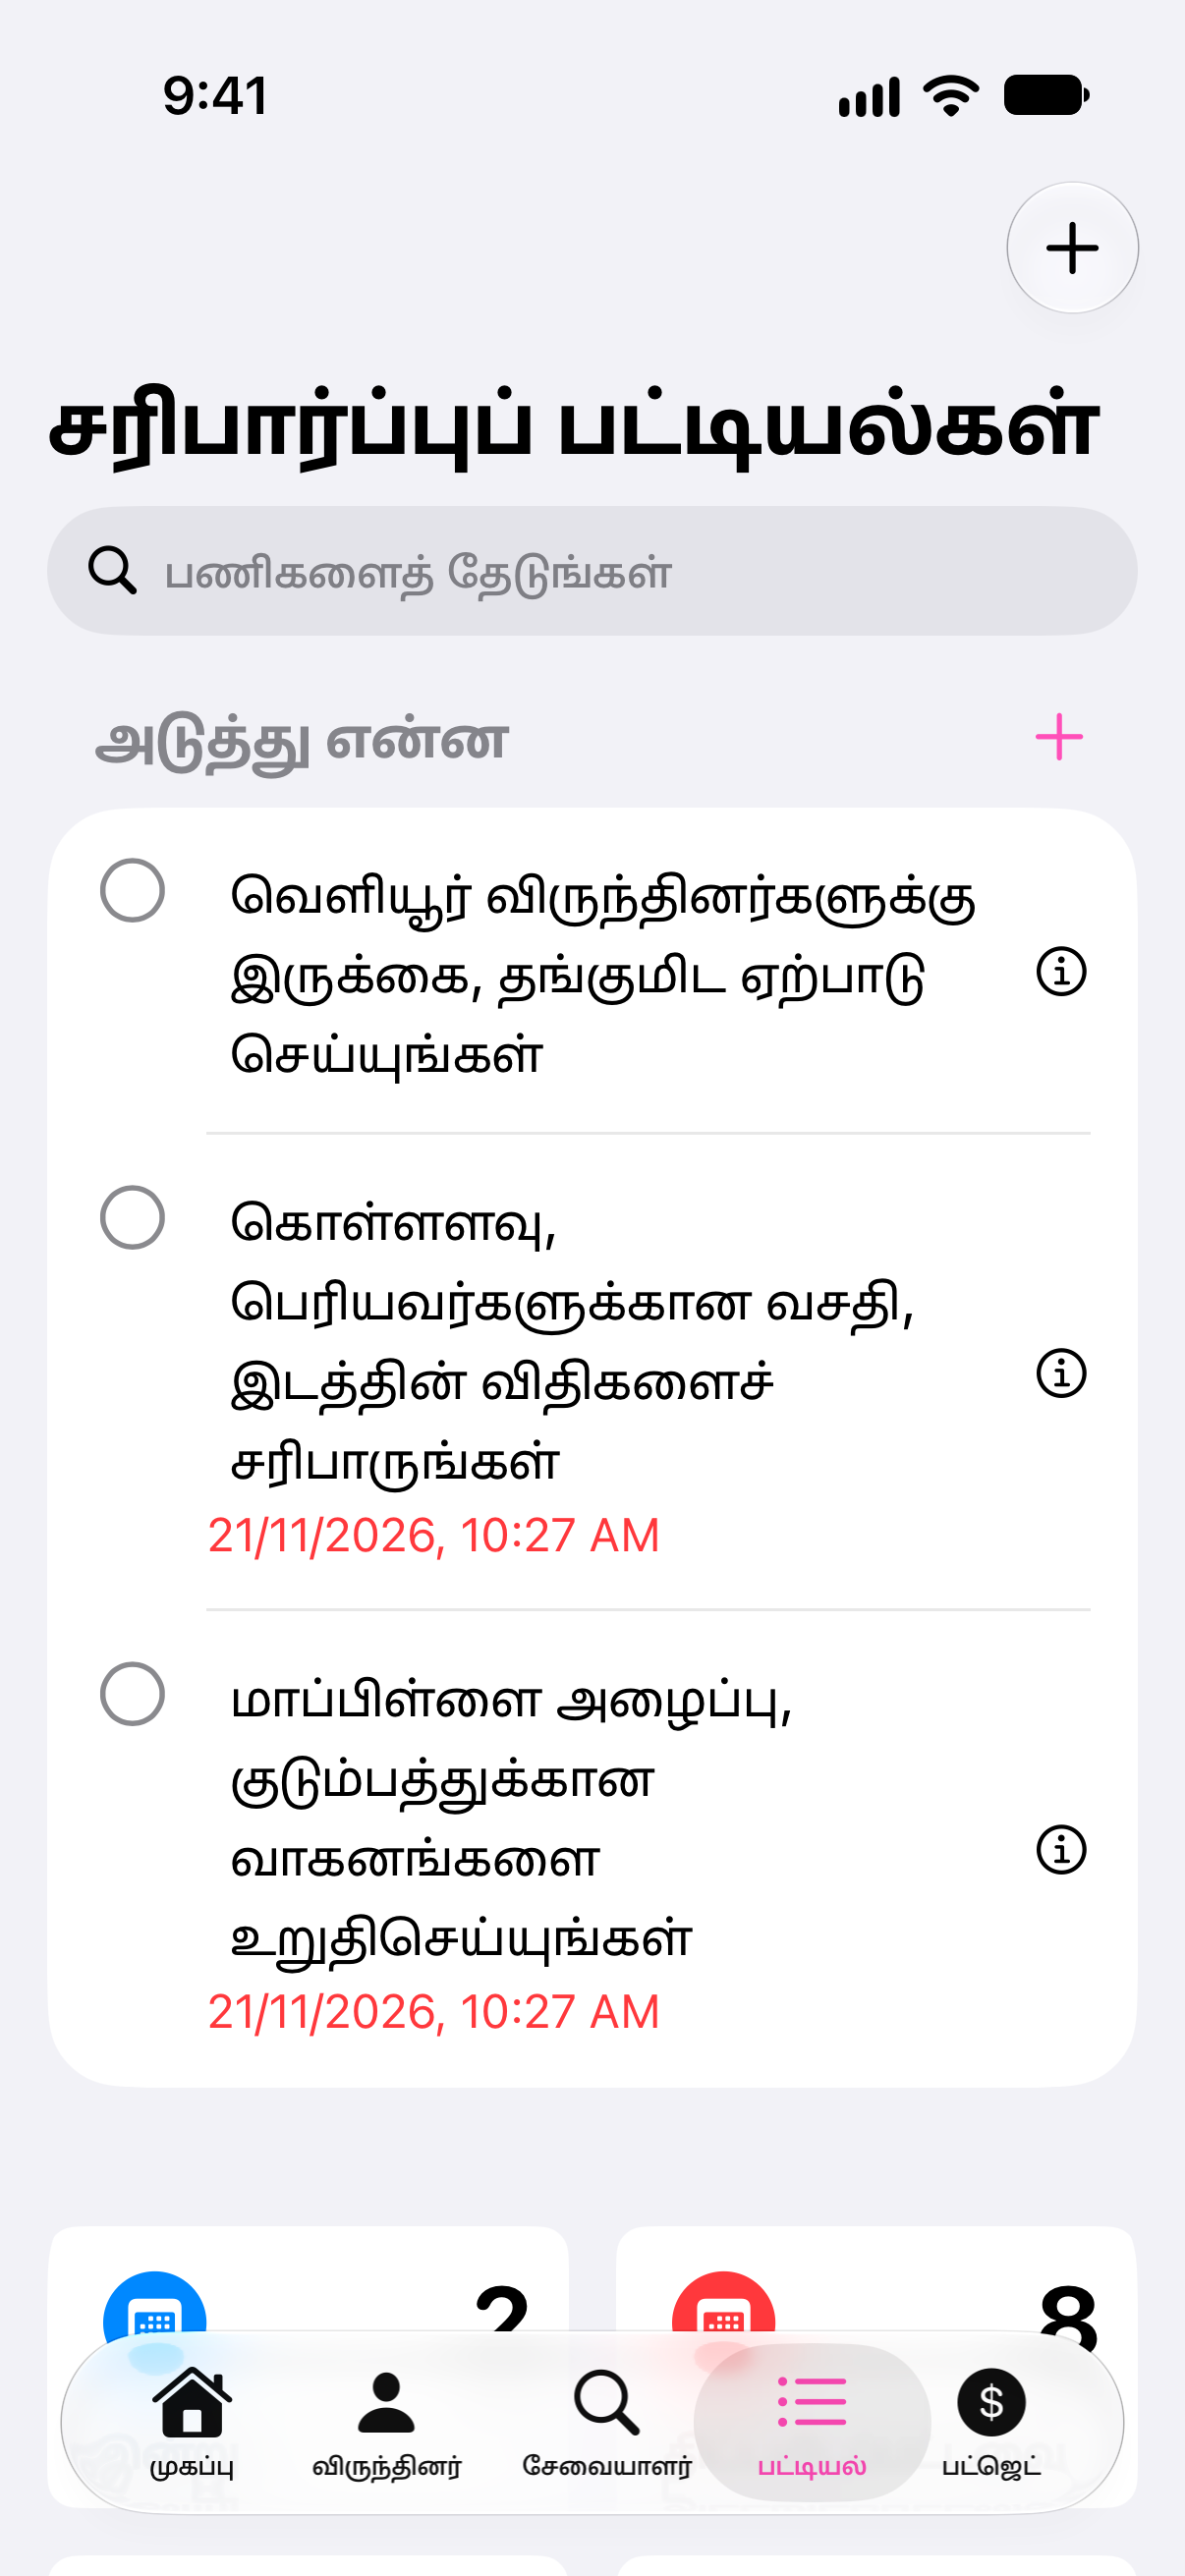 9:41
சரிபார்ப்புப் பட்டியல்கள்
பணிகளைத் தேடுங்கள்
அடுத்து என்ன
வெளியூர் விருந்தினர்களுக்கு
இருக்கை, தங்குமிட ஏற்பாடு
செய்யுங்கள்
கொள்ளளவு,
பெரியவர்களுக்கான வசதி,
இடத்தின் விதிகளைச்
சரிபாருங்கள்
21/11/2026, 10:27 AM
மாப்பிள்ளை அழைப்பு,
குடும்பத்துக்கான
வாகனங்களை
உறுதிசெய்யுங்கள்
21/11/2026, 10:27 AM
2
8
முகப்பு
விருந்தினர்
சேவையாளர்
பட்டியல்
பட்ஜெட்